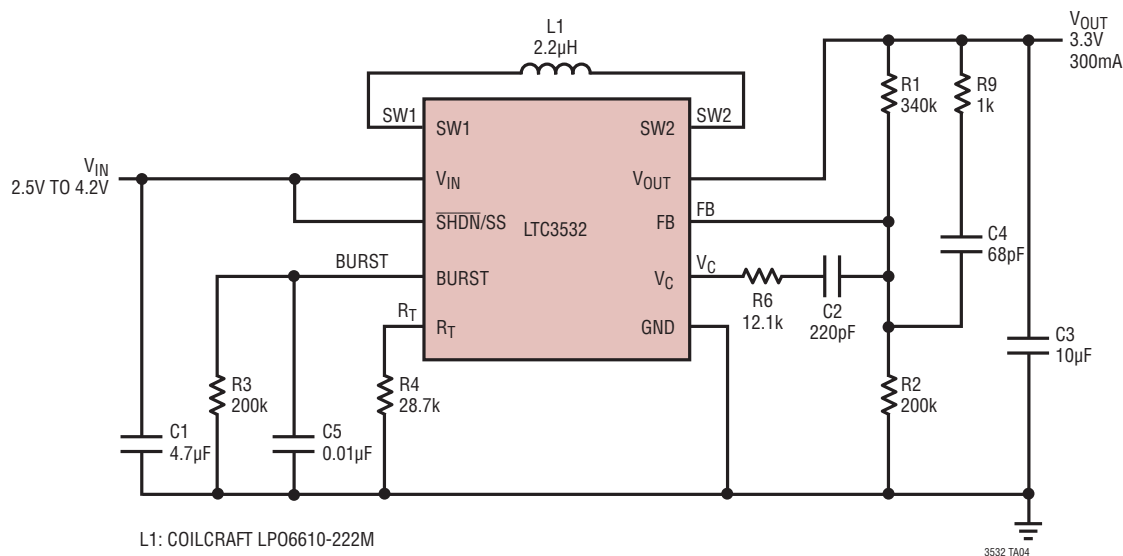 L1
2.2µH
VOUT
3.3V
300mA
R1
340k
R9
1k
SW1
SW1
SW2
SW2
VIN
2.5V TO 4.2V
VIN
VOUT
SHDN/SS
LTC3532
FB
FB
C4
68pF
BURST
BURST
VC
VC
R6
12.1k
C2
220pF
RT
RT
GND
C3
10µF
R3
200k
R4
28.7k
R2
200k
C1
4.7µF
C5
0.01µF
L1: COILCRAFT LPO6610-222M
3532 TA04